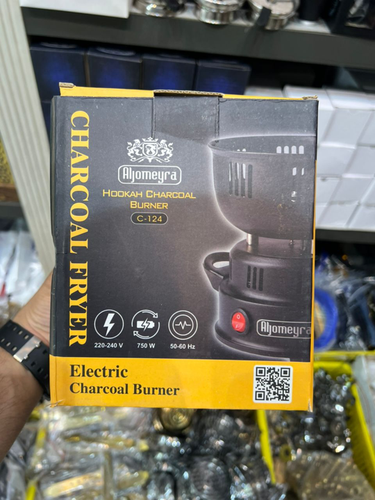 CHARCOAL FRYER
Aljomeyra
HOOKAH CHARCOAL
BURNER
C-124
Aljomeyra
220-240 V
750 W
50-60 Hz
Electric
Charcoal Burner